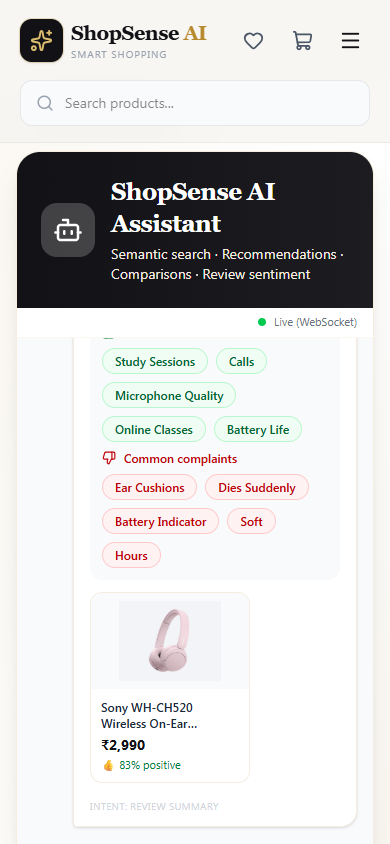 ShopSense AI
SMART SHOPPING
Search products...
ShopSense AI
Assistant
Semantic search · Recommendations ·
Comparisons · Review sentiment
Live (WebSocket)
Study Sessions
Calls
Microphone Quality
Online Classes
Battery Life
Common complaints
Ear Cushions
Dies Suddenly
Battery Indicator
Soft
Hours
Sony WH-CH520
Wireless On-Ear...
₹2,990
👍 83% positive
INTENT: REVIEW SUMMARY